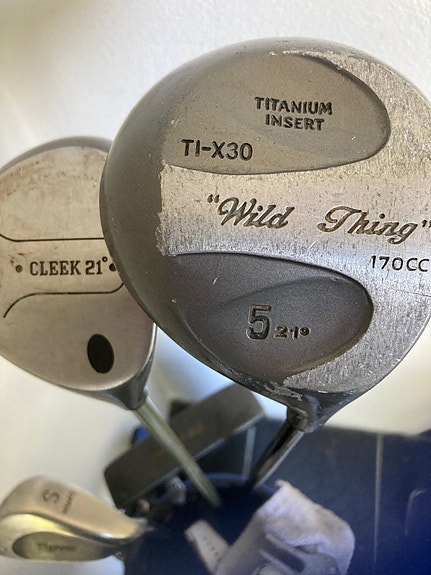 TITANIUM
INSERT
TI-X30
"Wild Thing"
170CC
CLEEK 21°
5 21°
S